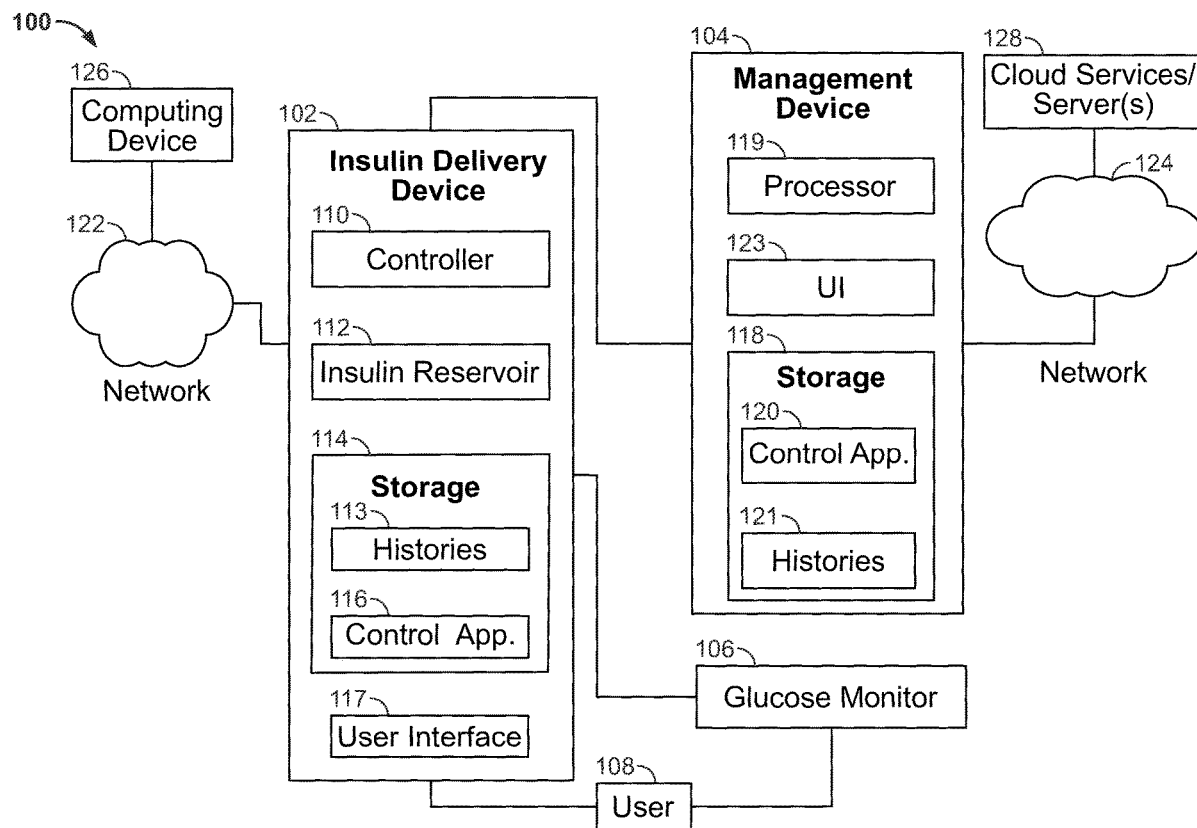 100
126
Computing
Device
122
Network
102
Insulin Delivery
Device
110
Controller
112
Insulin Reservoir
114
Storage
113
Histories
116
Control App.
117
User Interface
104
Management
Device
119
Processor
123
UI
118
Storage
120
Control App.
121
Histories
128
Cloud Services/
Server(s)
124
Network
106
Glucose Monitor
108
User